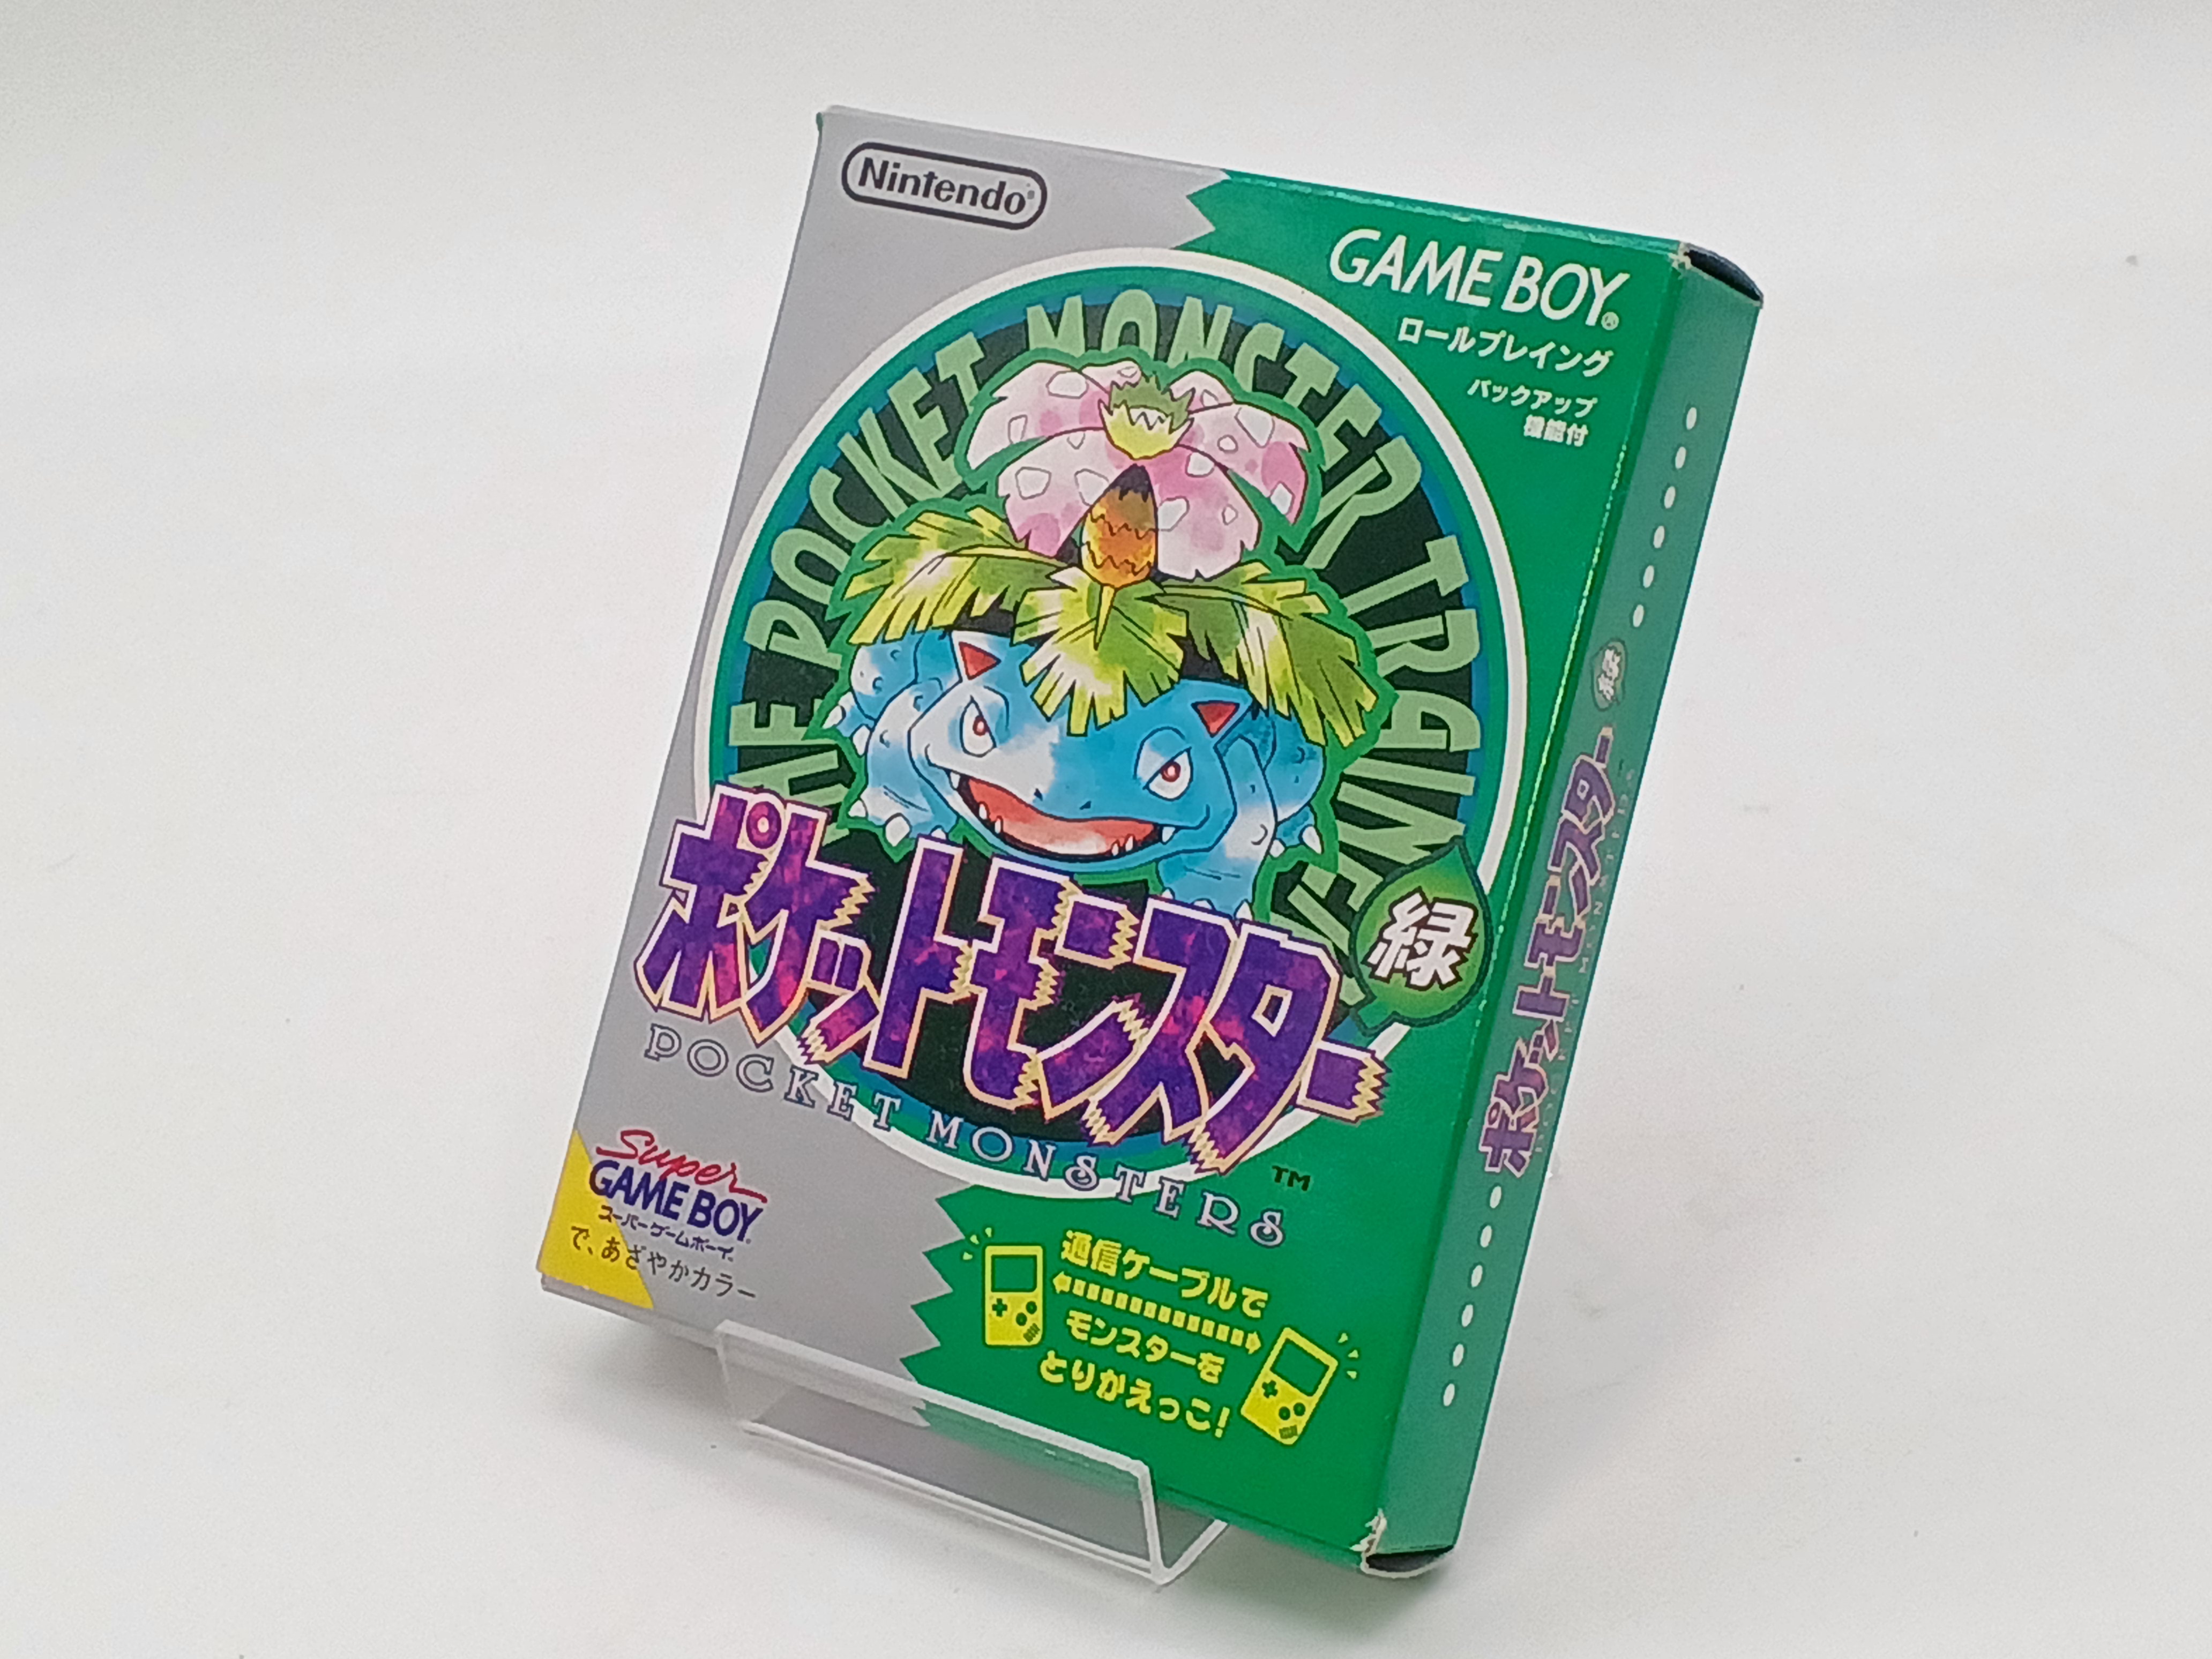 Nintendo®
GAME BOY®
ロールプレイング
バックアップ
機能付
THE POCKET MONSTER TRAINER
緑
ポケットモンスター
POCKET MONSTERS
TM
Super
GAME BOY
スーパーゲームボーイ
で、あざやかカラー
通信ケーブルで
モンスターを
とりかえっこ!
ポケットモンスター 緑